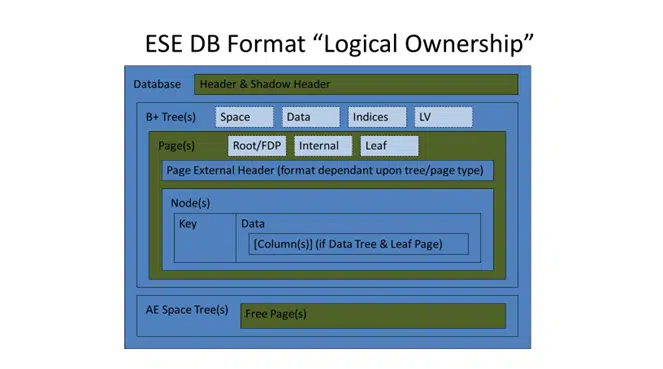 ESE DB Format “Logical Ownership”
Database
Header & Shadow Header
B+ Tree(s)
Space
Data
Indices
LV
Page(s)
Root/FDP
Internal
Leaf
Page External Header (format dependant upon tree/page type)
Node(s)
Key
Data
[Column(s)] (if Data Tree & Leaf Page)
AE Space Tree(s)
Free Page(s)